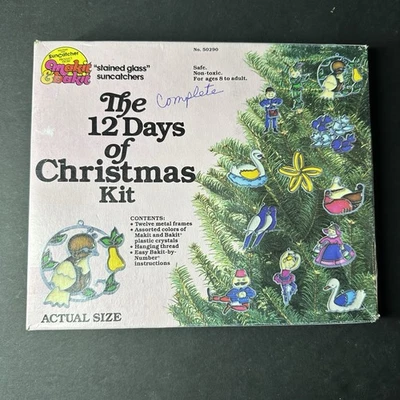 suncatcher
Makit
& Bakit
"stained glass"
suncatchers
No. 50290
Safe.
Non-toxic.
For ages 8 to adult.
Complete
The
12 Days
of
Christmas
Kit
CONTENTS:
• Twelve metal frames
• Assorted colors of
Makit and Bakit®
plastic crystals
• Hanging thread
• Easy Bakit-by-
Number®
instructions
ACTUAL SIZE